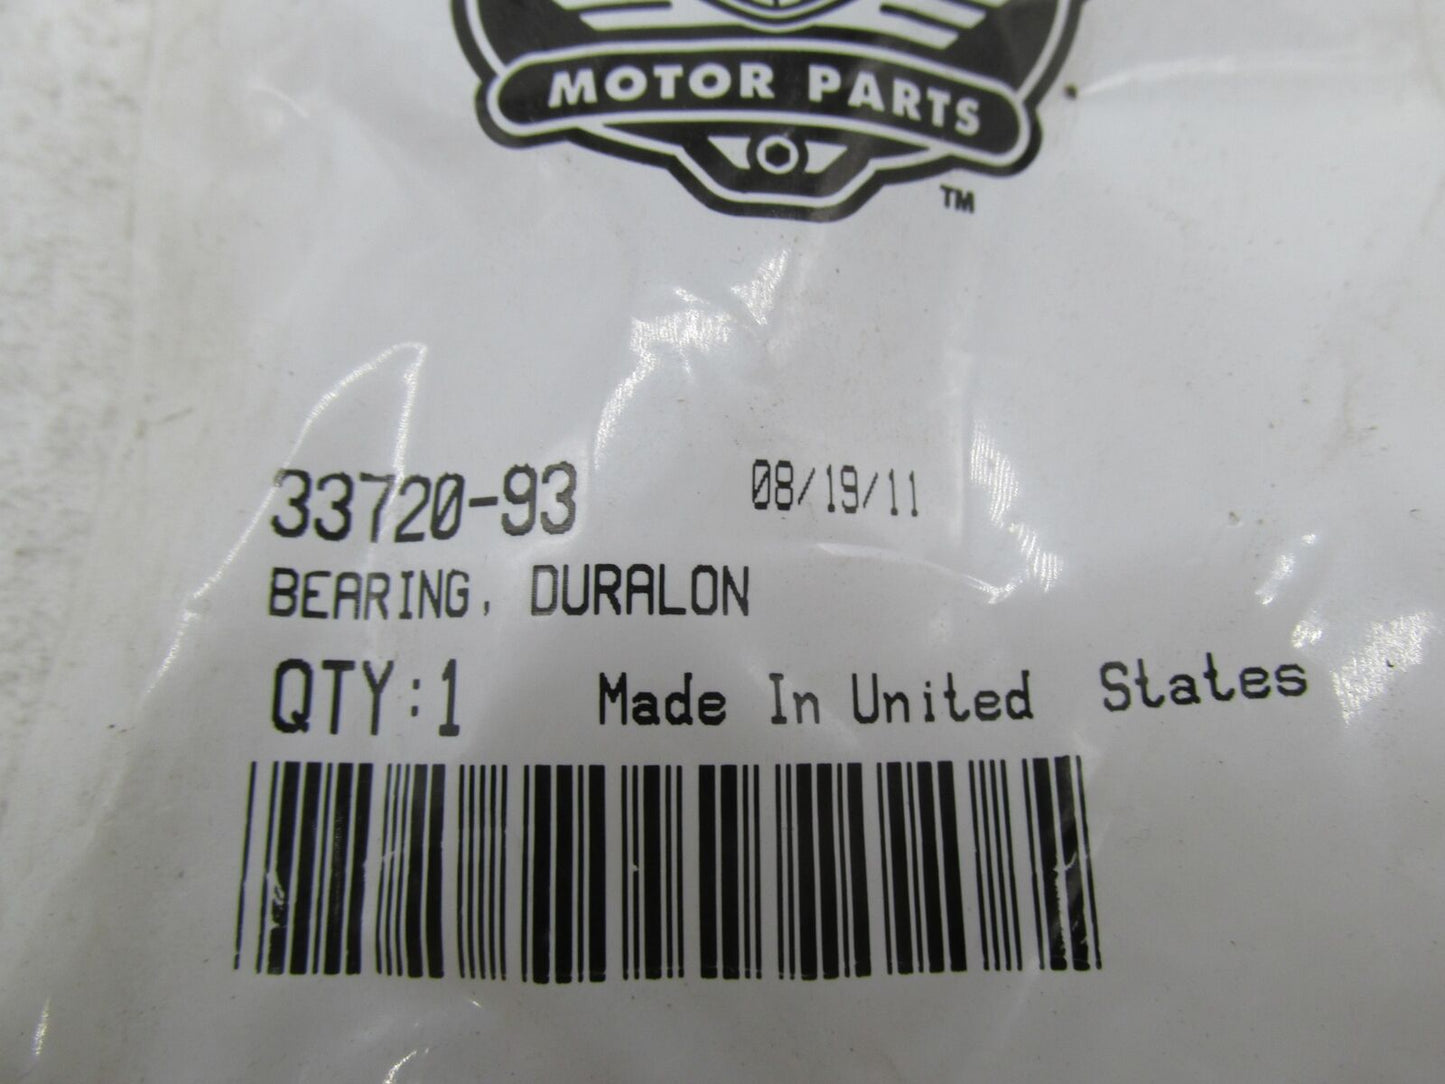 MOTOR PARTS
TM
33720-93 08/19/11
BEARING, DURALON
QTY:1 Made In United States